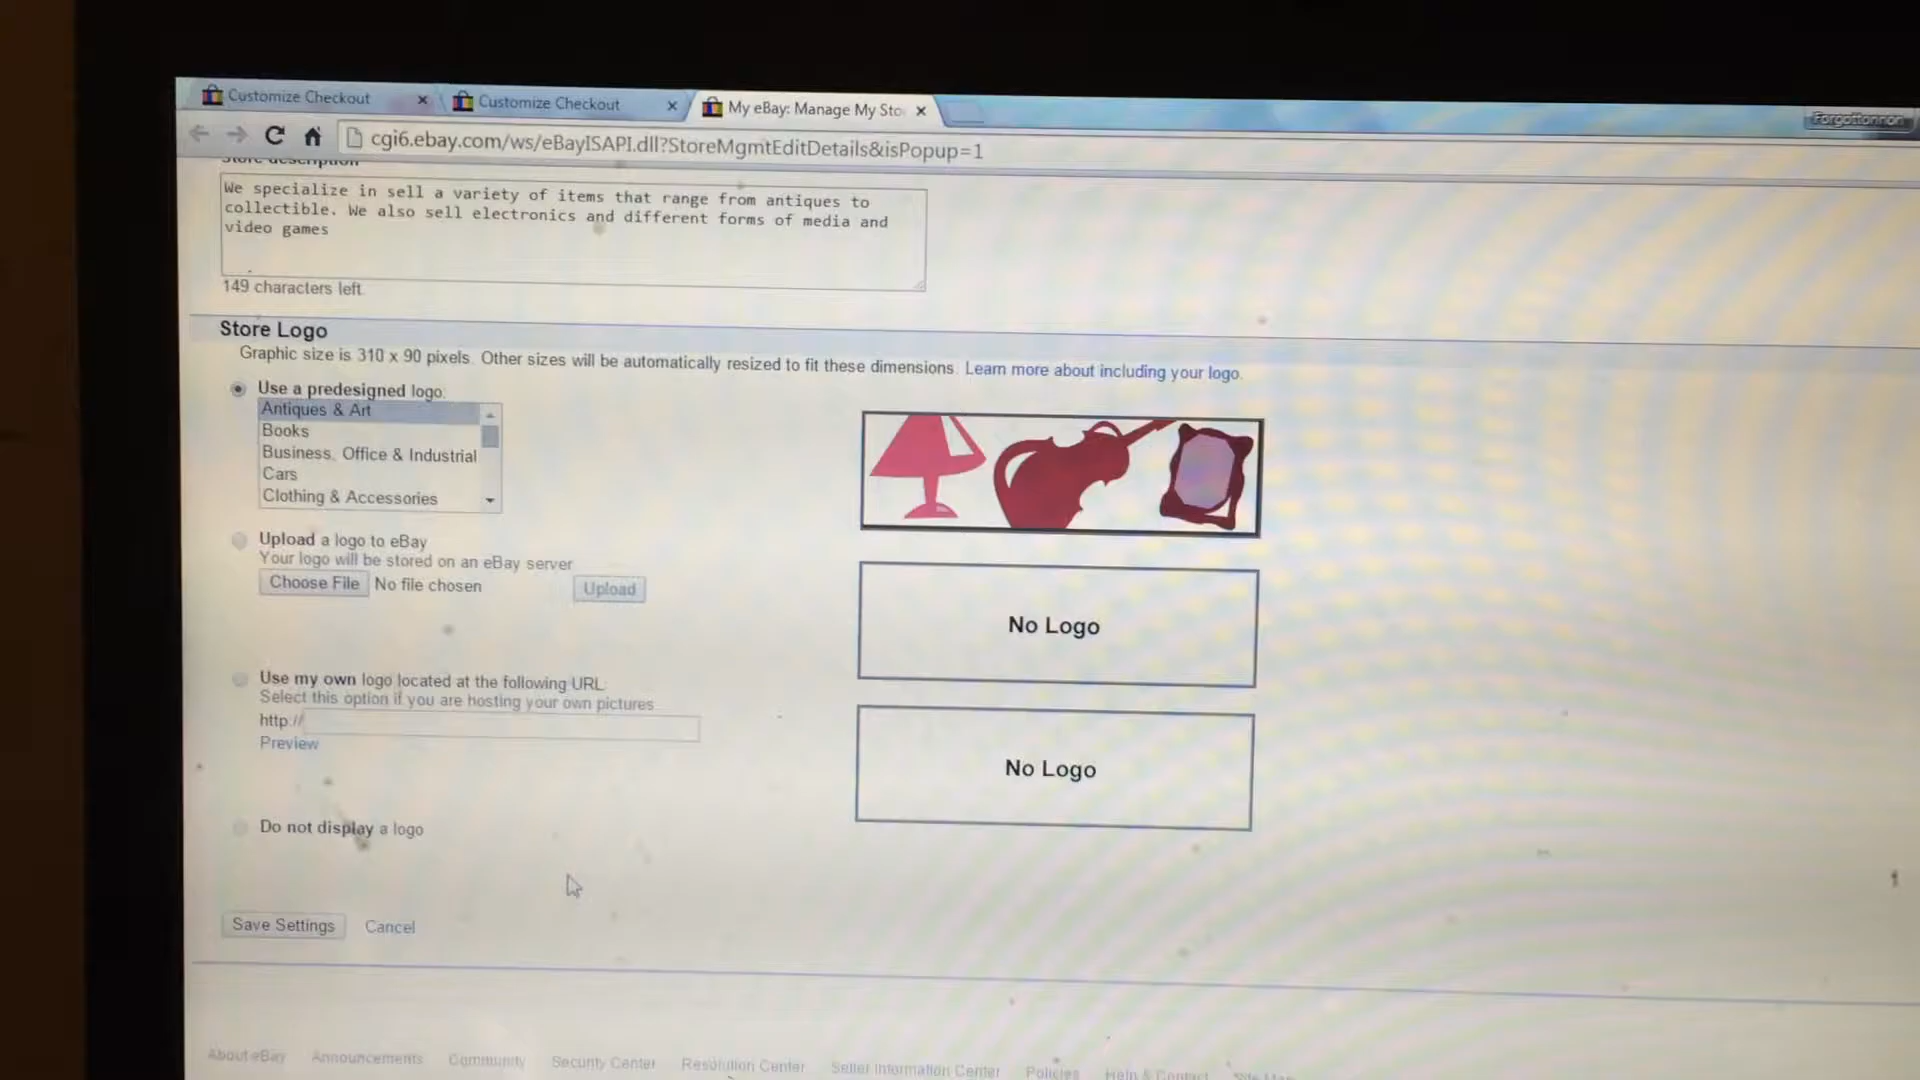 Customize Checkout
Customize Checkout
My eBay: Manage My Sto
Forgottonron
cgi6.ebay.com/ws/eBayISAPI.dll?StoreMgmtEditDetails&isPopup=1
Store description
We specialize in sell a variety of items that range from antiques to
collectible. We also sell electronics and different forms of media and
video games
149 characters left
Store Logo
Graphic size is 310 x 90 pixels. Other sizes will be automatically resized to fit these dimensions. Learn more about including your logo.
Use a predesigned logo:
Antiques & Art
Books
Business, Office & Industrial
Cars
Clothing & Accessories
Upload a logo to eBay
Your logo will be stored on an eBay server
Choose File No file chosen Upload
No Logo
Use my own logo located at the following URL:
Select this option if you are hosting your own pictures.
http://
Preview
No Logo
Do not display a logo
Save Settings Cancel
About eBay Announcements Community Security Center Resolution Center Seller Information Center Policies Help & Contact Site Map